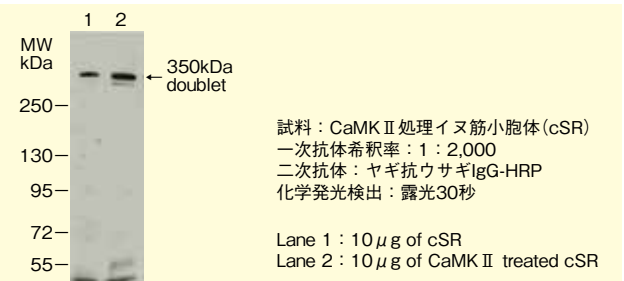 1 2
MW
kDa
←350kDa
doublet
250−
130−
95−
72−
55−
試料：CaMKⅡ処理イヌ筋小胞体(cSR)
一次抗体希釈率：1：2,000
二次抗体：ヤギ抗ウサギIgG-HRP
化学発光検出：露光30秒
Lane 1：10μg of cSR
Lane 2：10μg of CaMKⅡ treated cSR